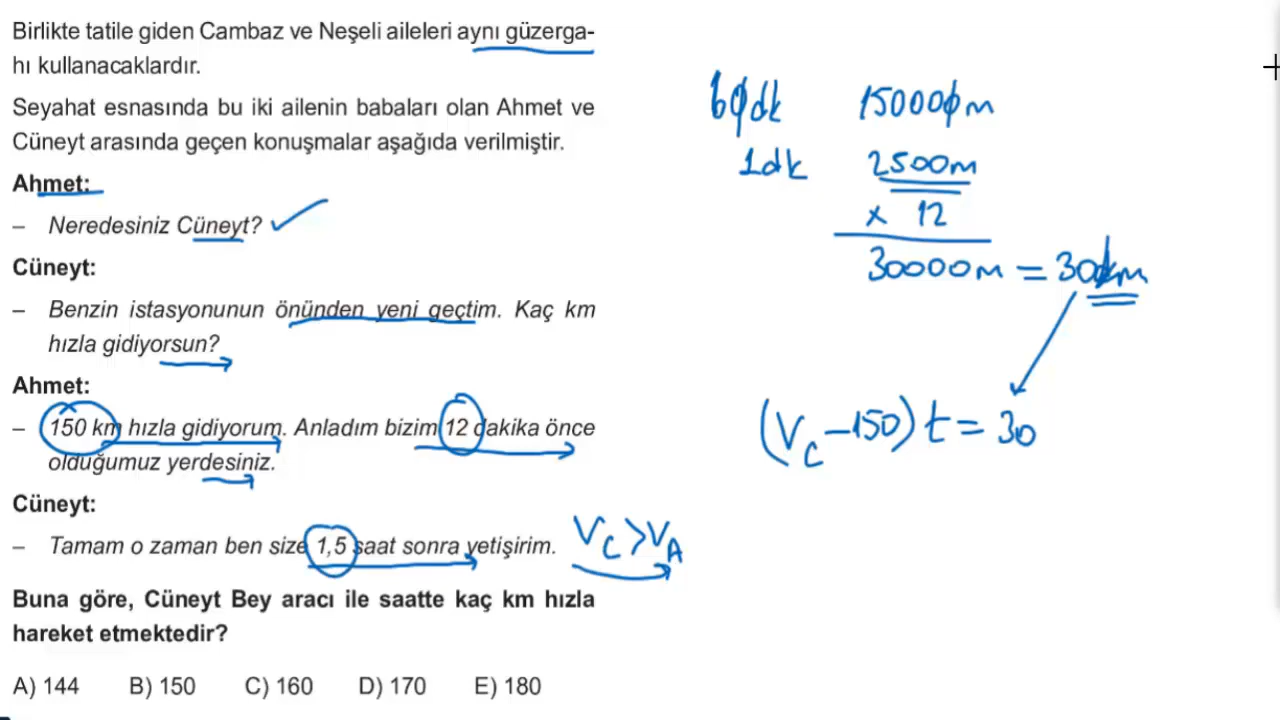 Birlikte tatile giden Cambaz ve Neşeli aileleri aynı güzerga-
hı kullanacaklardır.
Seyahat esnasında bu iki ailenin babaları olan Ahmet ve
Cüneyt arasında geçen konuşmalar aşağıda verilmiştir.
Ahmet:
– Neredesiniz Cüneyt?
Cüneyt:
– Benzin istasyonunun önünden yeni geçtim. Kaç km
hızla gidiyorsun?
Ahmet:
– 150 km hızla gidiyorum. Anladım bizim 12 dakika önce
olduğumuz yerdesiniz.
Cüneyt:
– Tamam o zaman ben size 1,5 saat sonra yetişirim.
Buna göre, Cüneyt Bey aracı ile saatte kaç km hızla
hareket etmektedir?
A) 144 B) 150 C) 160 D) 170 E) 180
60dk 150000m
1dk 2500m
x 12
30000m = 30km
(Vc-150)t = 30
Vc>VA